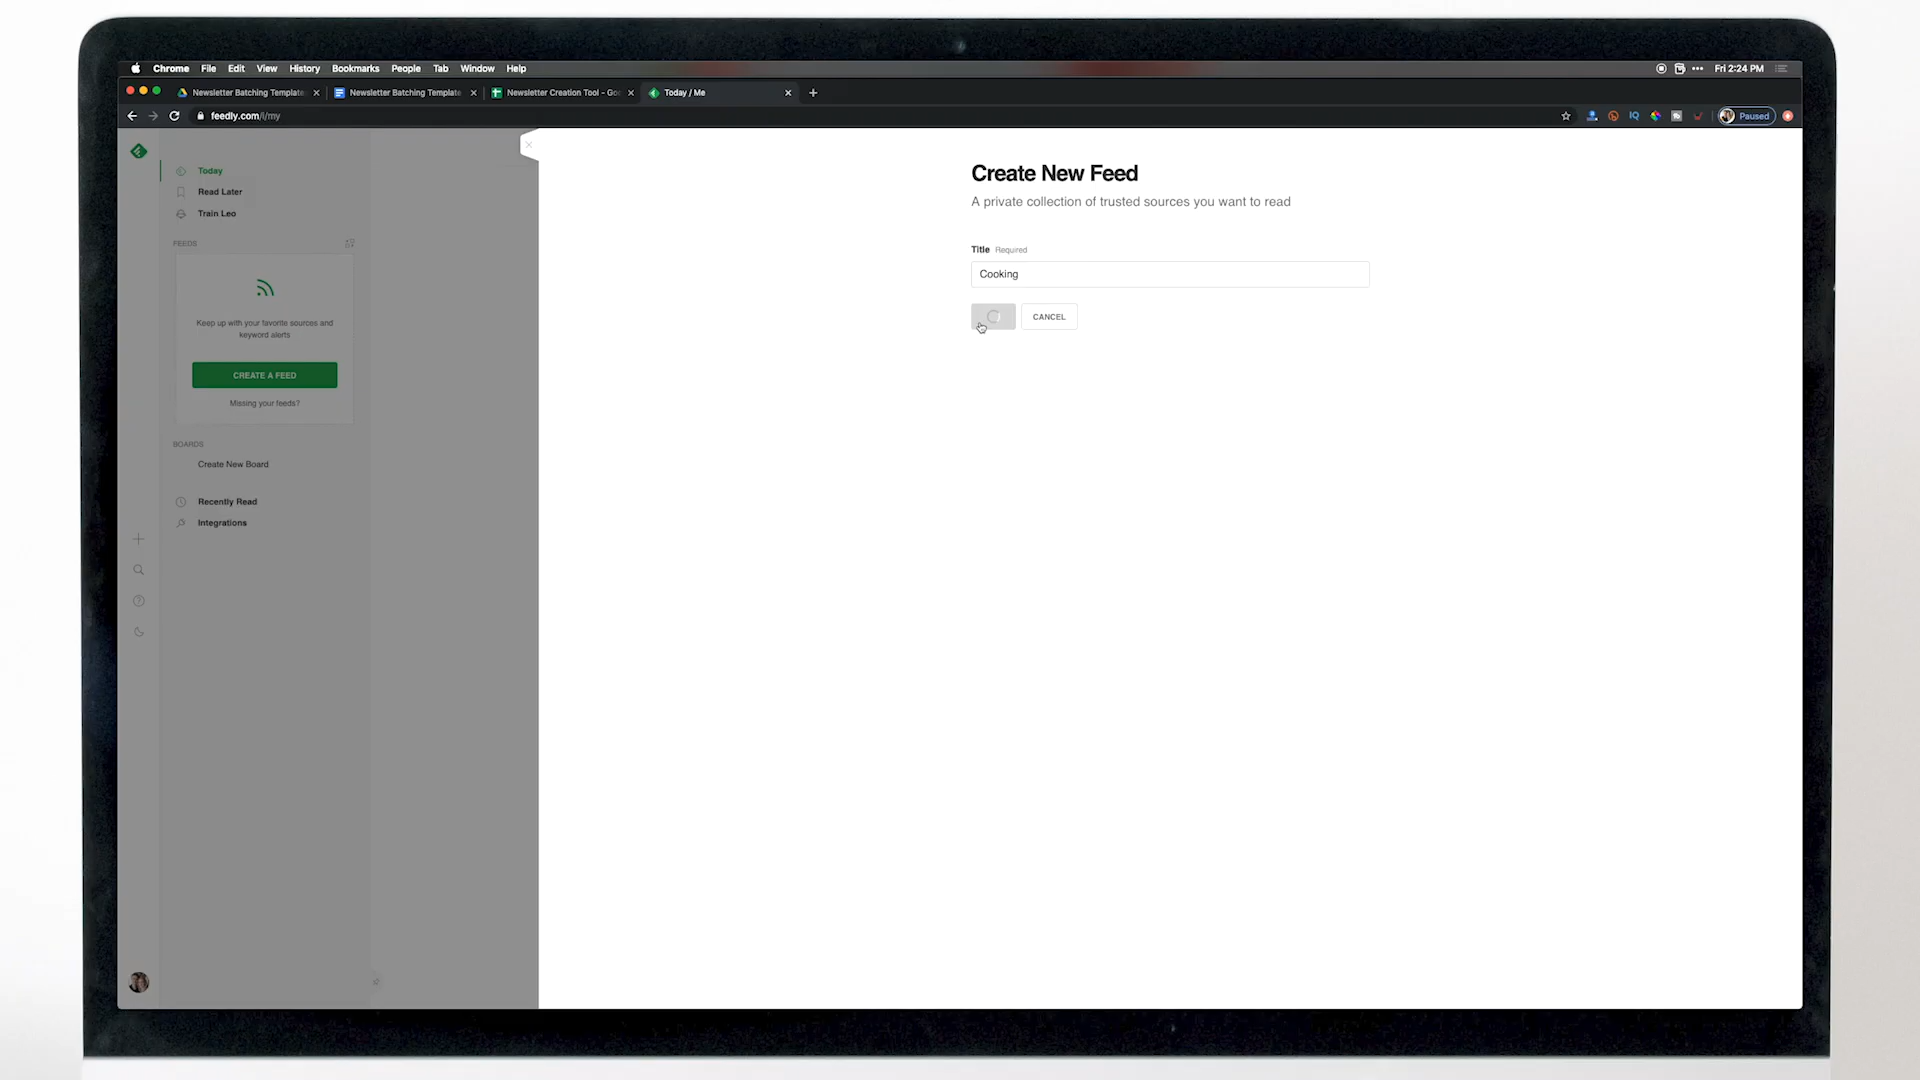 Chrome File Edit View History Bookmarks People Tab Window Help Fri 2:24 PM
Newsletter Batching Template Newsletter Batching Template Newsletter Creation Tool - Goo Today / Me
feedly.com/i/my IQ Paused
Create New Feed
A private collection of trusted sources you want to read
Title Required
Cooking
CANCEL
Today
Read Later
Train Leo
FEEDS
Keep up with your favorite sources and
keyword alerts
CREATE A FEED
Missing your feeds?
BOARDS
Create New Board
Recently Read
Integrations